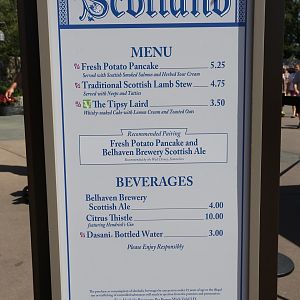 Scotland
MENU
Fresh Potato Pancake 5.25
Served with Scottish Smoked Salmon and Herbed Sour Cream
Traditional Scottish Lamb Stew 4.75
Served with Neeps and Tatties
The Tipsy Laird 3.50
Whisky-soaked Cake with Lemon Cream and Toasted Oats
Recommended Pairing
Fresh Potato Pancake and
Belhaven Brewery Scottish Ale
BEVERAGES
Belhaven Brewery
Scottish Ale 4.00
Citrus Thistle 10.00
featuring Hendrick's Gin
Dasani® Bottled Water 3.00
Please Enjoy Responsibly